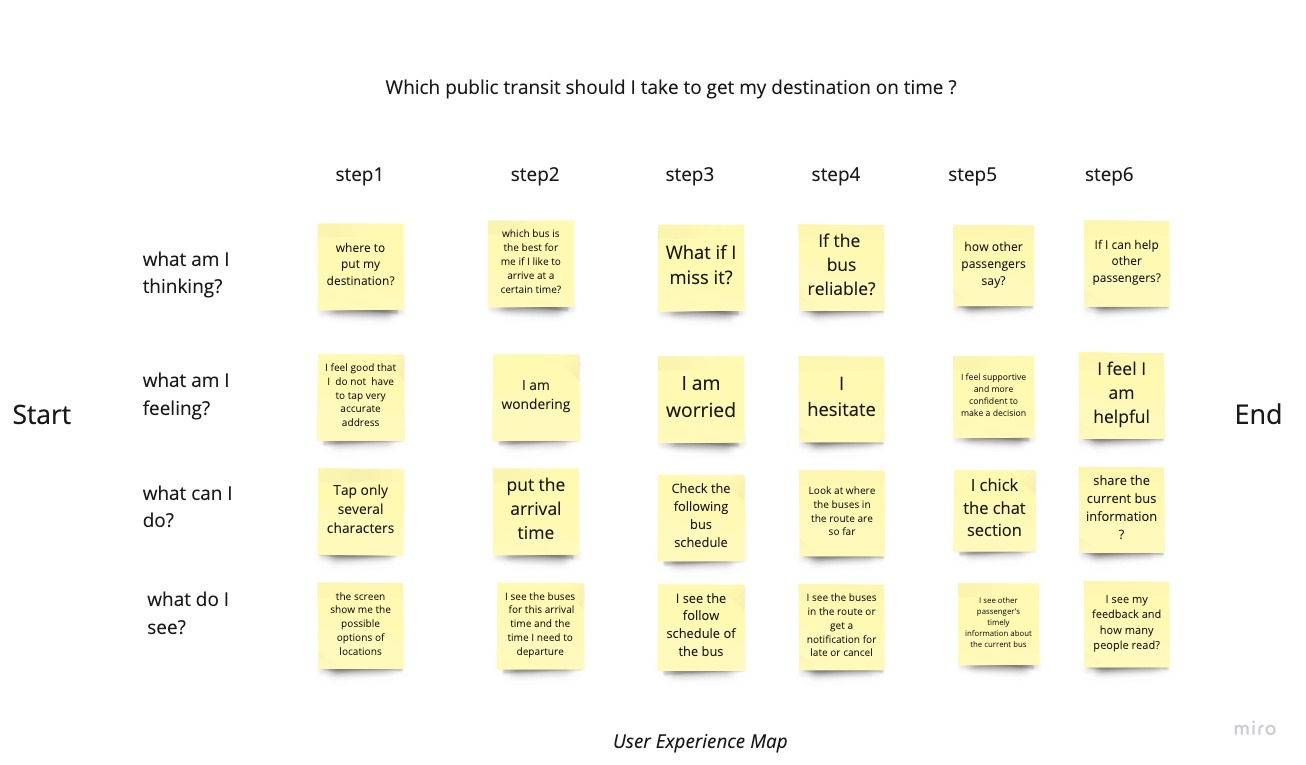 Which public transit should I take to get my destination on time ?
step1
step2
step3
step4
step5
step6
what am I
thinking?
where to
put my
destination?
which bus is
the best for
me if I like to
arrive at a
certain time?
What if I
miss it?
If the
bus
reliable?
how other
passengers
say?
If I can help
other
passengers?
what am I
feeling?
I feel good that
I do not have
to tap very
accurate
address
I am
wondering
I am
worried
I
hesitate
I feel supportive
and more
confident to
make a decision
I feel I
am
helpful
Start
End
what can I
do?
Tap only
several
characters
put the
arrival
time
Check the
following
bus
schedule
Look at where
the buses in
the route are
so far
I chick
the chat
section
share the
current bus
information
?
what do I
see?
the screen
show me the
possible
options of
locations
I see the buses
for this arrival
time and the
time I need to
departure
I see the
follow
schedule of
the bus
I see the buses
in the route or
get a
notification for
late or cancel
I see other
passenger's
timely
information about
the current bus
I see my
feedback and
how many
people read?
User Experience Map
miro